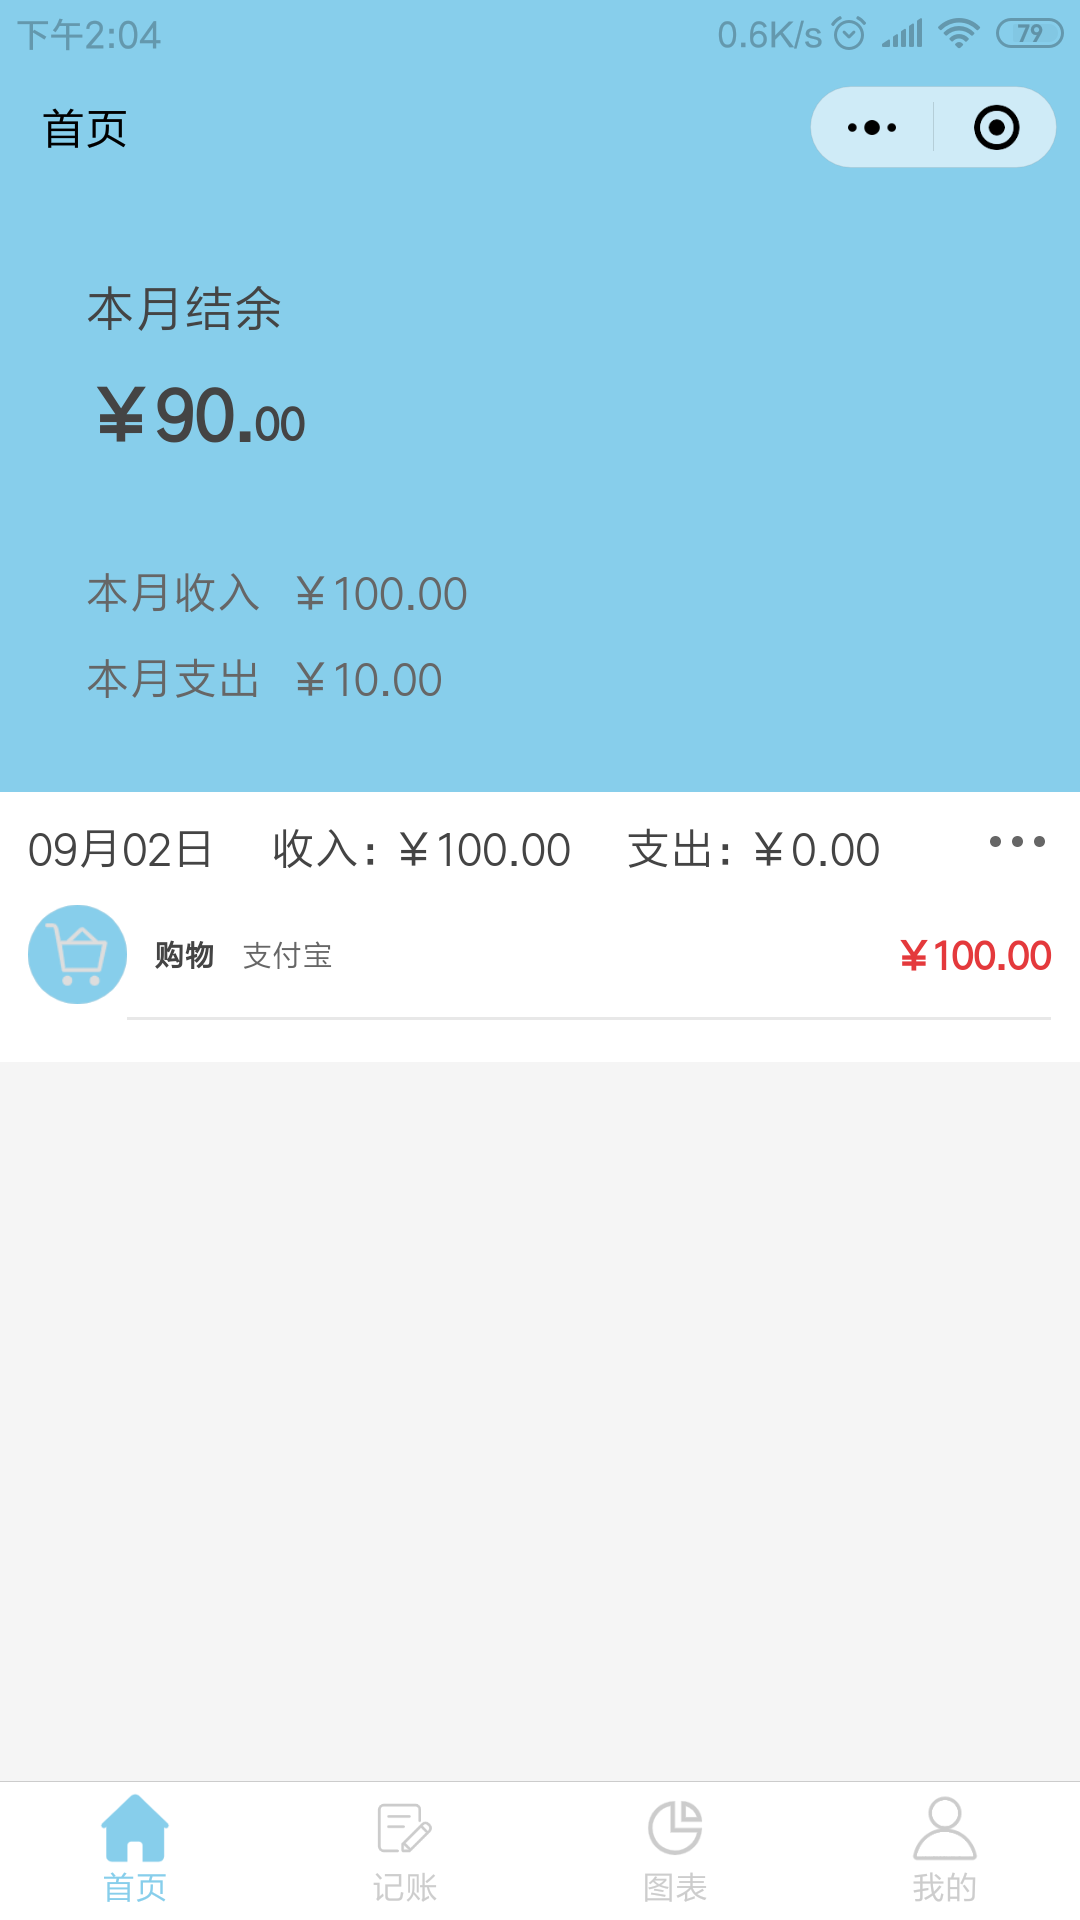 下午2:04 0.6K/s 79
首页
本月结余
￥90.00
本月收入 ￥100.00
本月支出 ￥10.00
09月02日 收入：￥100.00 支出：￥0.00
购物 支付宝 ￥100.00
首页 记账 图表 我的